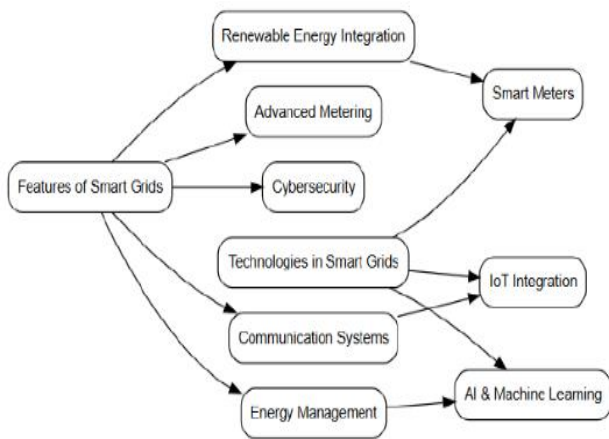 Renewable Energy Integration
Smart Meters
Advanced Metering
Features of Smart Grids
Cybersecurity
Technologies in Smart Grids
IoT Integration
Communication Systems
AI & Machine Learning
Energy Management